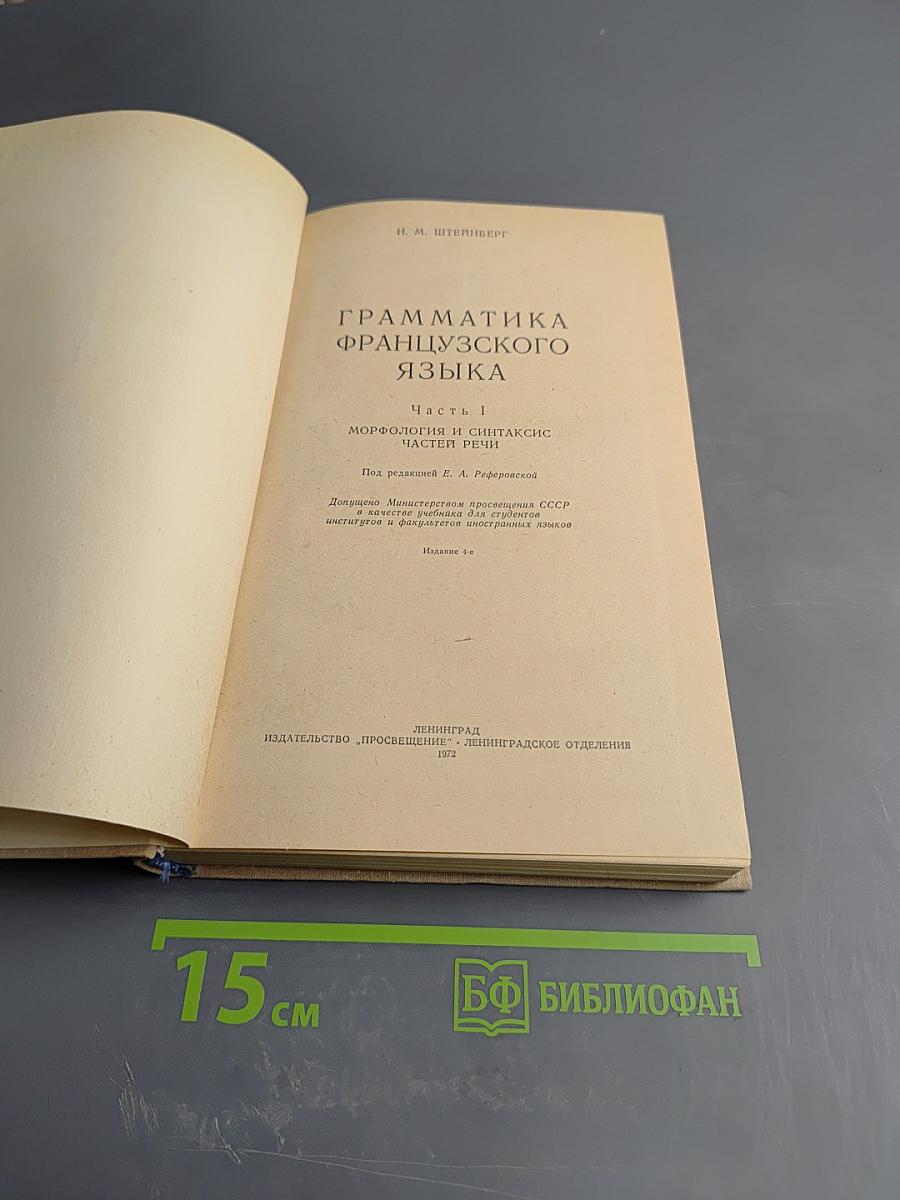 Н. М. ШТЕЙНБЕРГ
ГРАММАТИКА
ФРАНЦУЗСКОГО
ЯЗЫКА
Часть I
МОРФОЛОГИЯ И СИНТАКСИС
ЧАСТЕЙ РЕЧИ
Под редакцией Е. А. Реферовской
Допущено Министерством просвещения СССР
в качестве учебника для студентов
институтов и факультетов иностранных языков
Издание 4-е
ЛЕНИНГРАД
ИЗДАТЕЛЬСТВО „ПРОСВЕЩЕНИЕ“ · ЛЕНИНГРАДСКОЕ ОТДЕЛЕНИЕ
1972
15 см
БФ БИБЛИОФАН